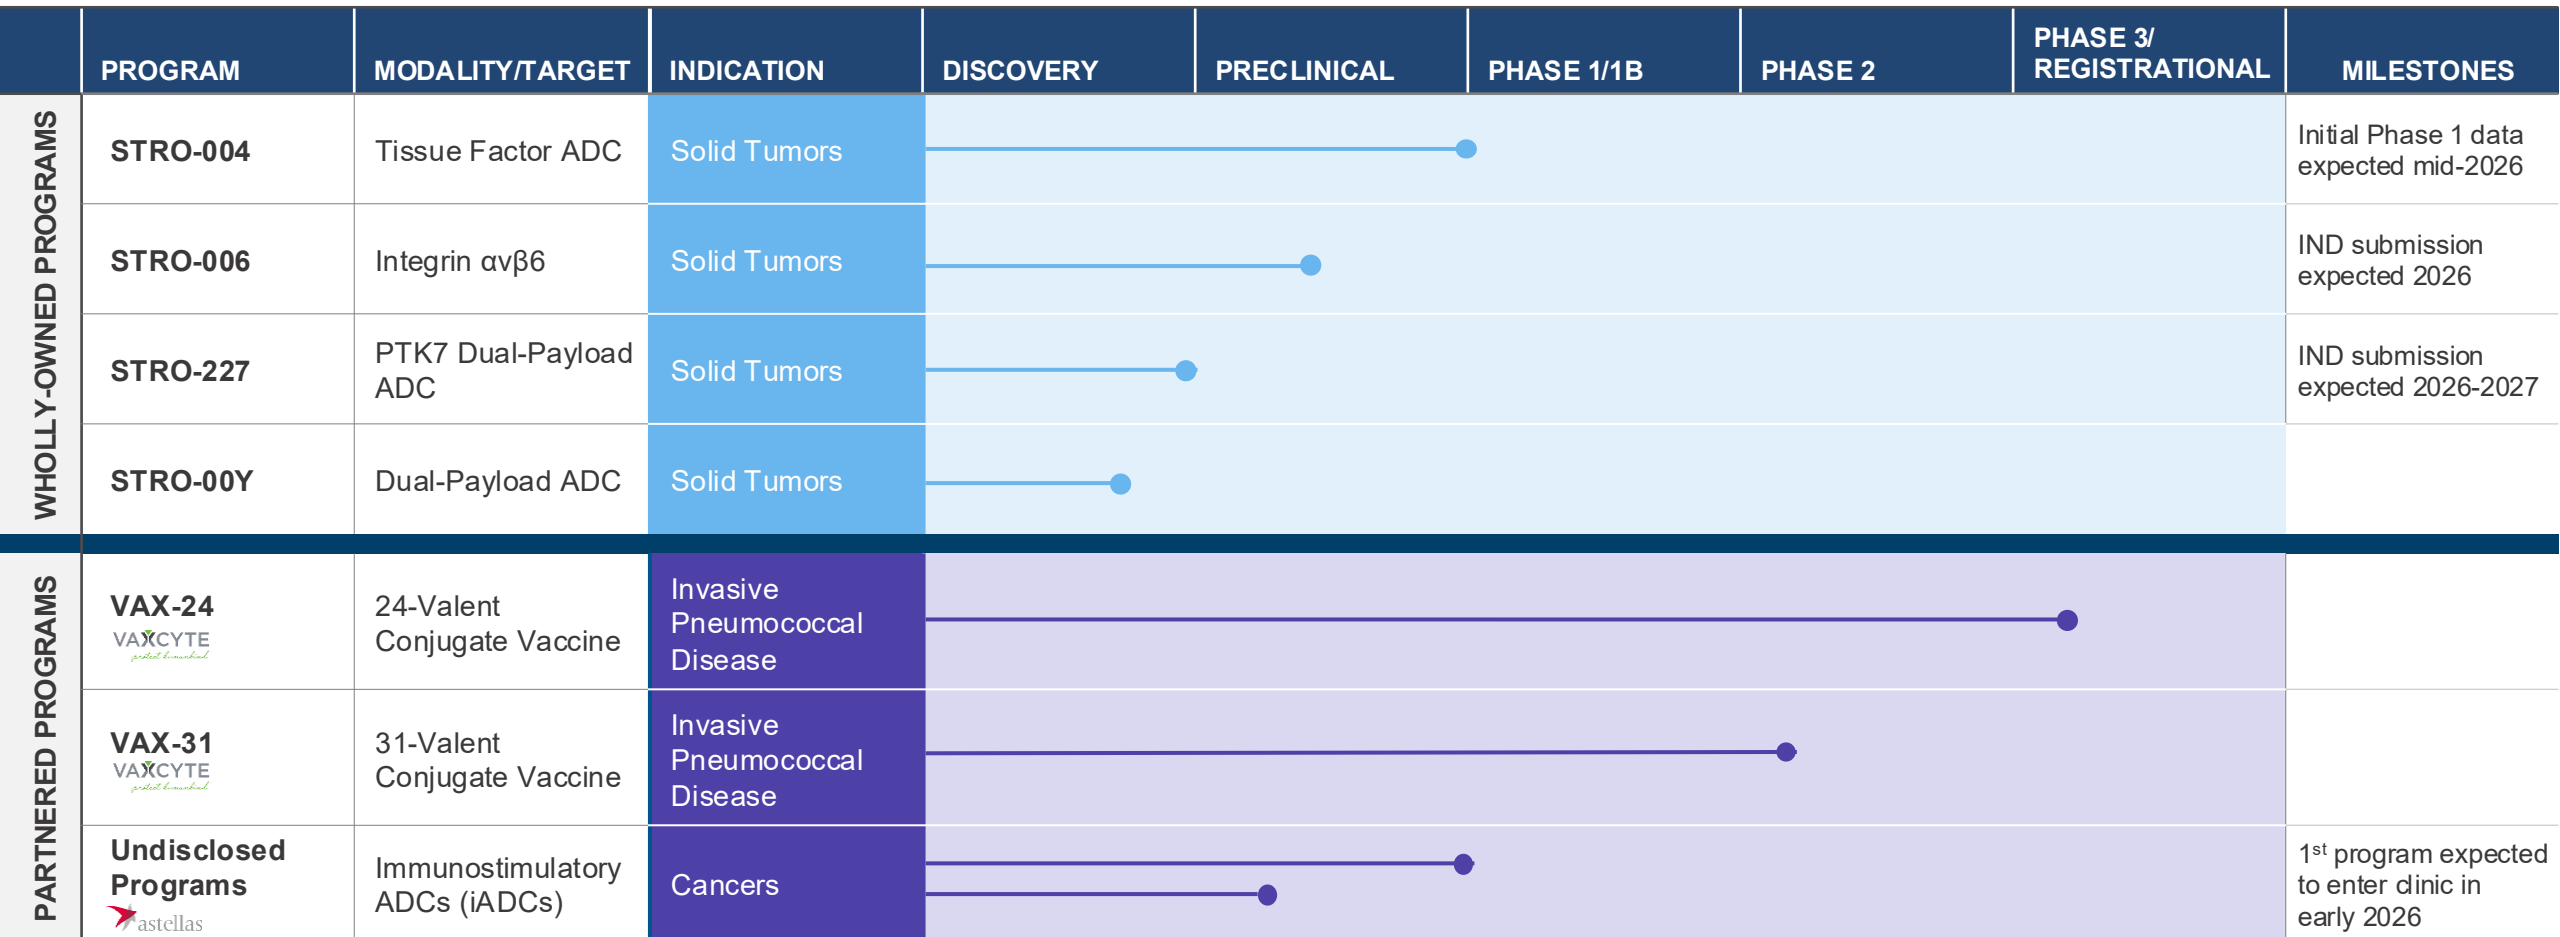 PROGRAM
MODALITY/TARGET
INDICATION
DISCOVERY
PRECLINICAL
PHASE 1/1B
PHASE 2
PHASE 3/
REGISTRATIONAL
MILESTONES
WHOLLY-OWNED PROGRAMS
STRO-004
Tissue Factor ADC
Solid Tumors
Initial Phase 1 data
expected mid-2026
STRO-006
Integrin αvβ6
Solid Tumors
IND submission
expected 2026
STRO-227
PTK7 Dual-Payload
ADC
Solid Tumors
IND submission
expected 2026-2027
STRO-00Y
Dual-Payload ADC
Solid Tumors
PARTNERED PROGRAMS
VAX-24
VAXCYTE
protect humankind
24-Valent
Conjugate Vaccine
Invasive
Pneumococcal
Disease
VAX-31
VAXCYTE
protect humankind
31-Valent
Conjugate Vaccine
Invasive
Pneumococcal
Disease
Undisclosed
Programs
astellas
Immunostimulatory
ADCs (iADCs)
Cancers
1st program expected
to enter clinic in
early 2026